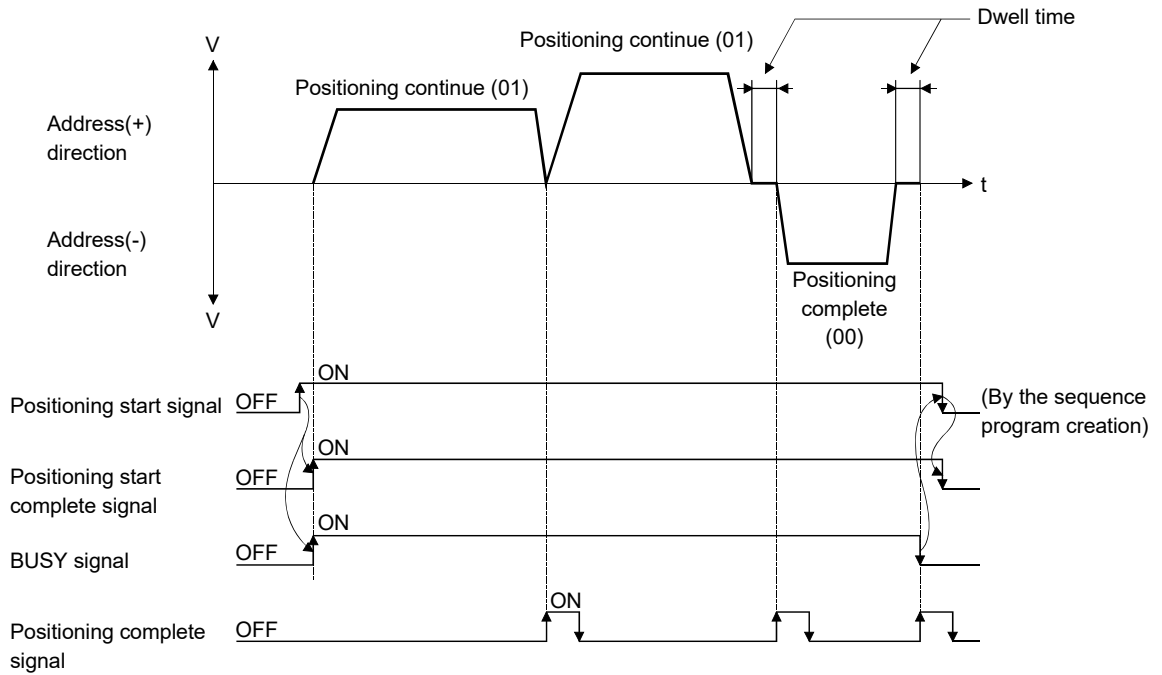 Dwell time
V
Positioning continue (01)
Positioning continue (01)
Address(+)
direction
t
Address(-)
direction
Positioning
complete
(00)
V
ON
Positioning start signal
OFF
(By the sequence
program creation)
ON
Positioning start
complete signal
OFF
ON
BUSY signal
OFF
ON
Positioning complete
signal
OFF